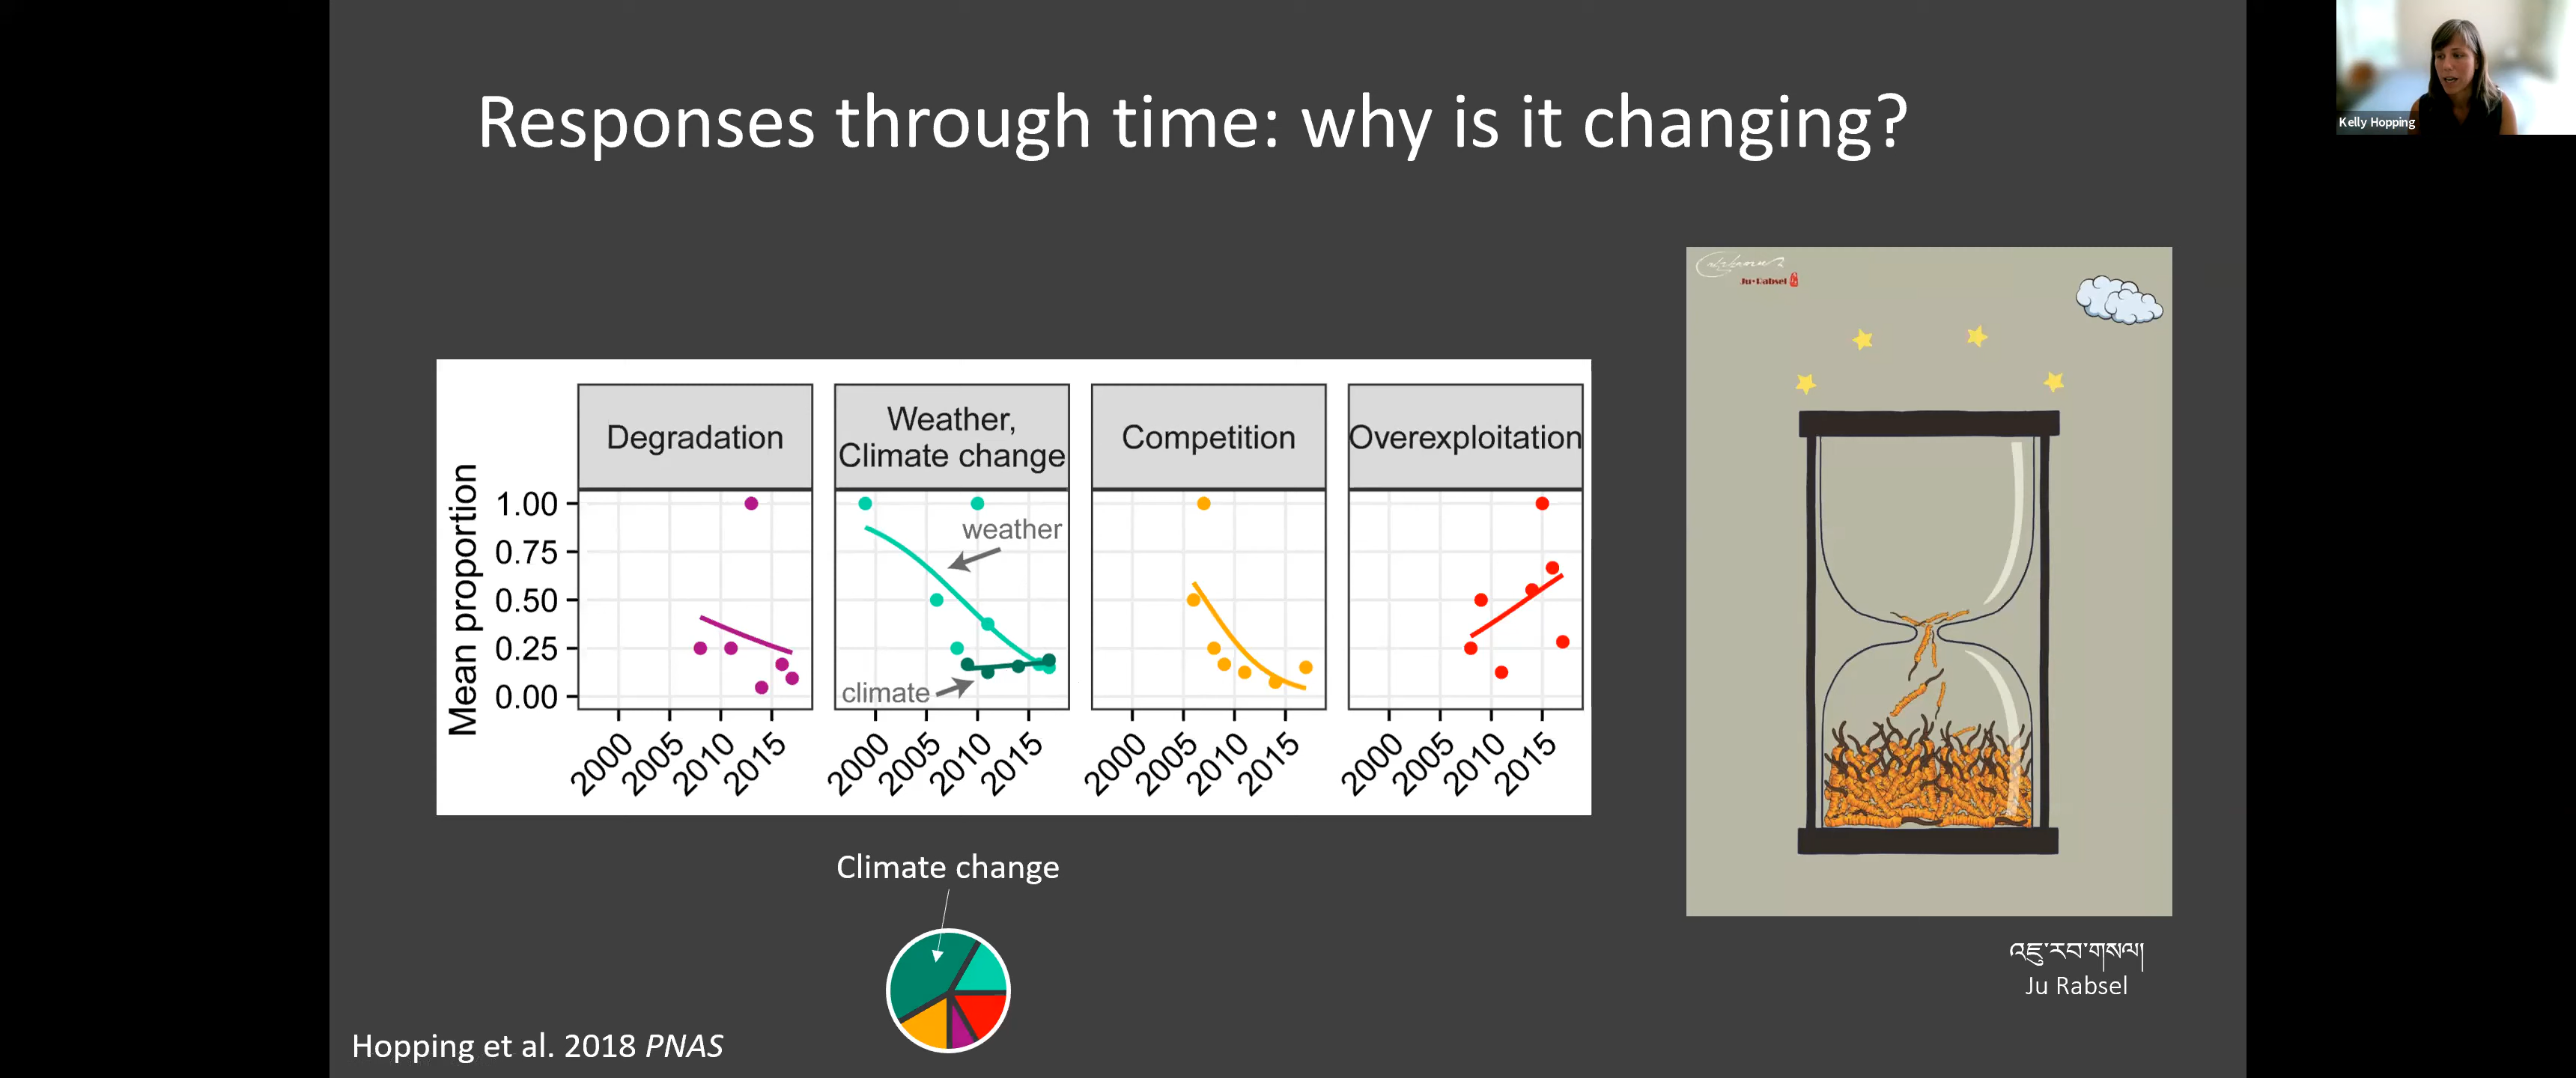 Responses through time: why is it changing?
Kelly Hopping
Ju•Rabsel
Degradation
Weather,
Climate change
Competition
Overexploitation
Mean proportion
1.00
0.75
0.50
0.25
0.00
weather
climate
2000 2005 2010 2015
2000 2005 2010 2015
2000 2005 2010 2015
2000 2005 2010 2015
Climate change
འཇུ་རབ་གསལ།
Ju Rabsel
Hopping et al. 2018 PNAS